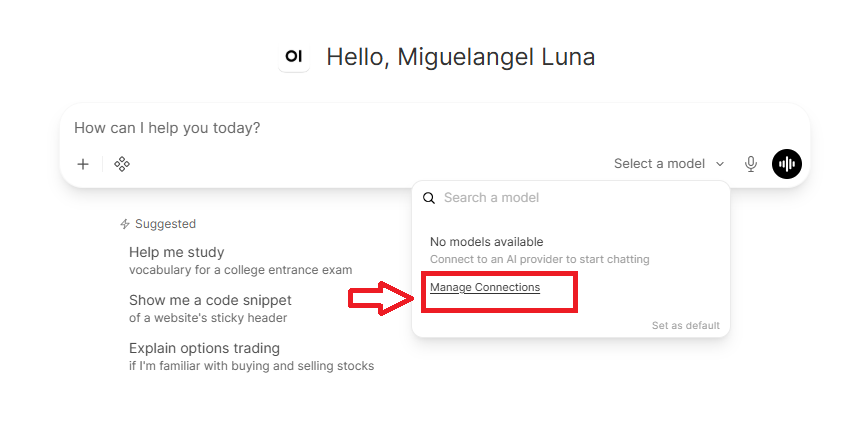 OI Hello, Miguelangel Luna
How can I help you today?
Select a model
Search a model
No models available
Connect to an AI provider to start chatting
Manage Connections
Set as default
Suggested
Help me study
vocabulary for a college entrance exam
Show me a code snippet
of a website's sticky header
Explain options trading
if I'm familiar with buying and selling stocks